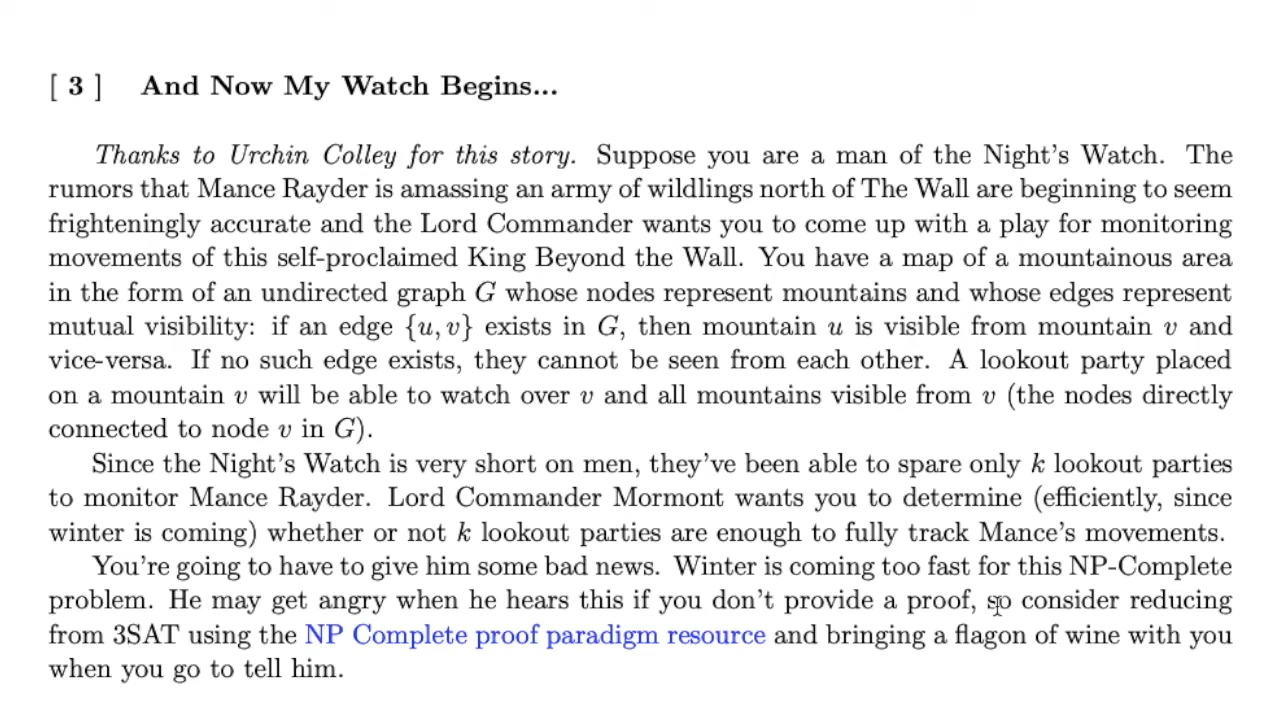 [ 3 ] And Now My Watch Begins...
Thanks to Urchin Colley for this story. Suppose you are a man of the Night's Watch. The
rumors that Mance Rayder is amassing an army of wildlings north of The Wall are beginning to seem
frighteningly accurate and the Lord Commander wants you to come up with a play for monitoring
movements of this self-proclaimed King Beyond the Wall. You have a map of a mountainous area
in the form of an undirected graph G whose nodes represent mountains and whose edges represent
mutual visibility: if an edge {u, v} exists in G, then mountain u is visible from mountain v and
vice-versa. If no such edge exists, they cannot be seen from each other. A lookout party placed
on a mountain v will be able to watch over v and all mountains visible from v (the nodes directly
connected to node v in G).
Since the Night's Watch is very short on men, they've been able to spare only k lookout parties
to monitor Mance Rayder. Lord Commander Mormont wants you to determine (efficiently, since
winter is coming) whether or not k lookout parties are enough to fully track Mance's movements.
You're going to have to give him some bad news. Winter is coming too fast for this NP-Complete
problem. He may get angry when he hears this if you don't provide a proof, so consider reducing
from 3SAT using the NP Complete proof paradigm resource and bringing a flagon of wine with you
when you go to tell him.